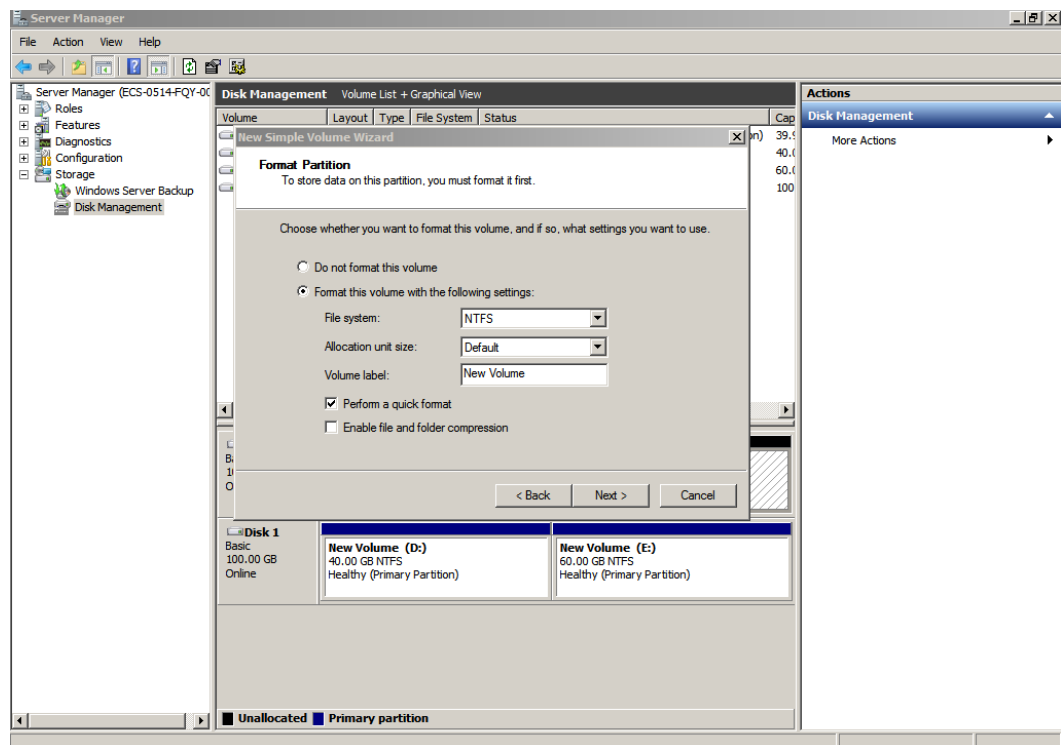 Server Manager
File Action View Help
Server Manager (ECS-0514-FQY-00
Roles
Features
Diagnostics
Configuration
Storage
Windows Server Backup
Disk Management
Disk Management Volume List + Graphical View
Volume Layout Type File System Status Cap
on) 39.9
40.0
60.0
100
New Simple Volume Wizard
Format Partition
To store data on this partition, you must format it first.
Choose whether you want to format this volume, and if so, what settings you want to use.
Do not format this volume
Format this volume with the following settings:
File system: NTFS
Allocation unit size: Default
Volume label: New Volume
Perform a quick format
Enable file and folder compression
< Back Next > Cancel
Ba
10
O
Disk 1
Basic
100.00 GB
Online
New Volume (D:)
40.00 GB NTFS
Healthy (Primary Partition)
New Volume (E:)
60.00 GB NTFS
Healthy (Primary Partition)
Unallocated Primary partition
Actions
Disk Management
More Actions